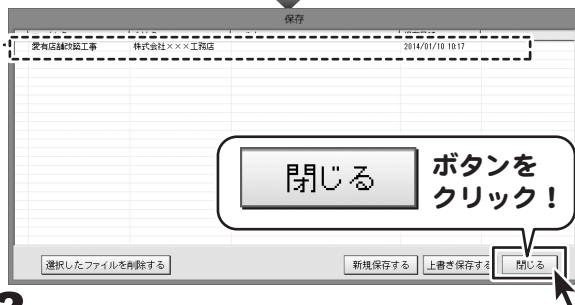 保存
愛有店舗改築工事 株式会社×××工務店 2014/01/10 10:17
閉じる
ボタンを
クリック！
選択したファイルを削除する 新規保存する 上書き保存する 閉じる